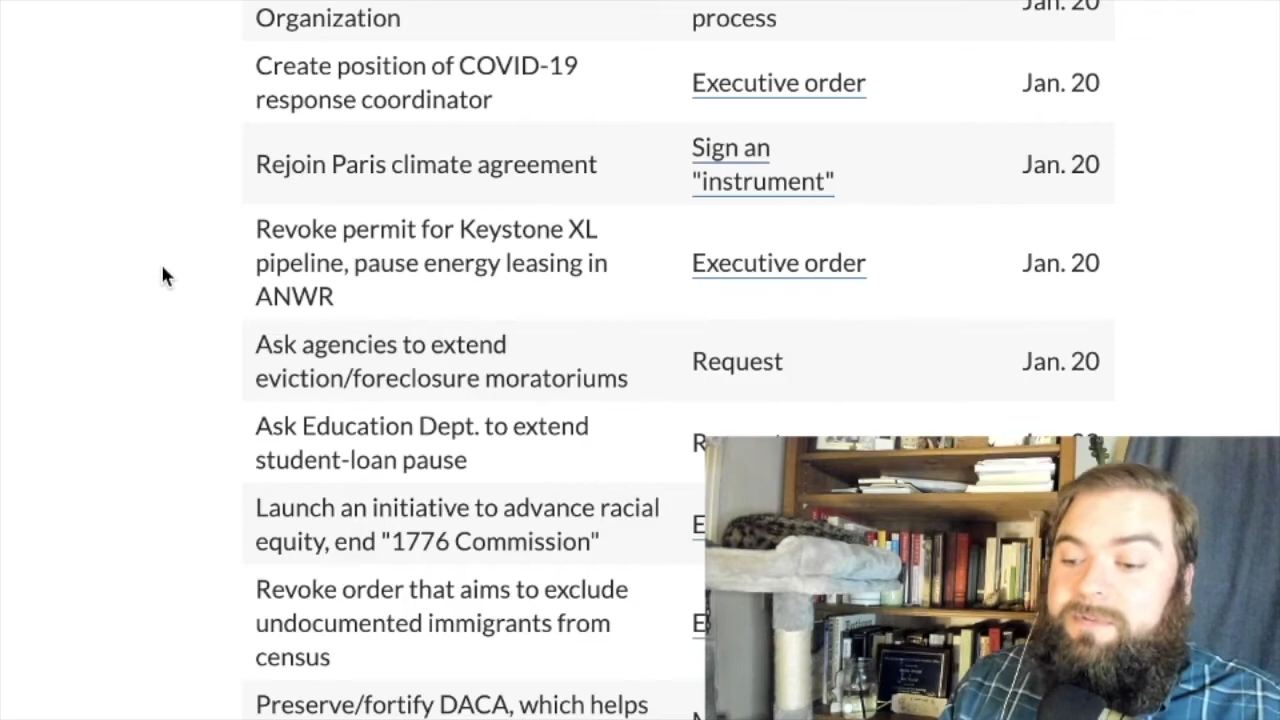 Organization
process
Jan. 20
Create position of COVID-19
response coordinator
Executive order
Jan. 20
Rejoin Paris climate agreement
Sign an
"instrument"
Jan. 20
Revoke permit for Keystone XL
pipeline, pause energy leasing in
ANWR
Executive order
Jan. 20
Ask agencies to extend
eviction/foreclosure moratoriums
Request
Jan. 20
Ask Education Dept. to extend
student-loan pause
Launch an initiative to advance racial
equity, end "1776 Commission"
E
Revoke order that aims to exclude
undocumented immigrants from
census
E
Preserve/fortify DACA, which helps